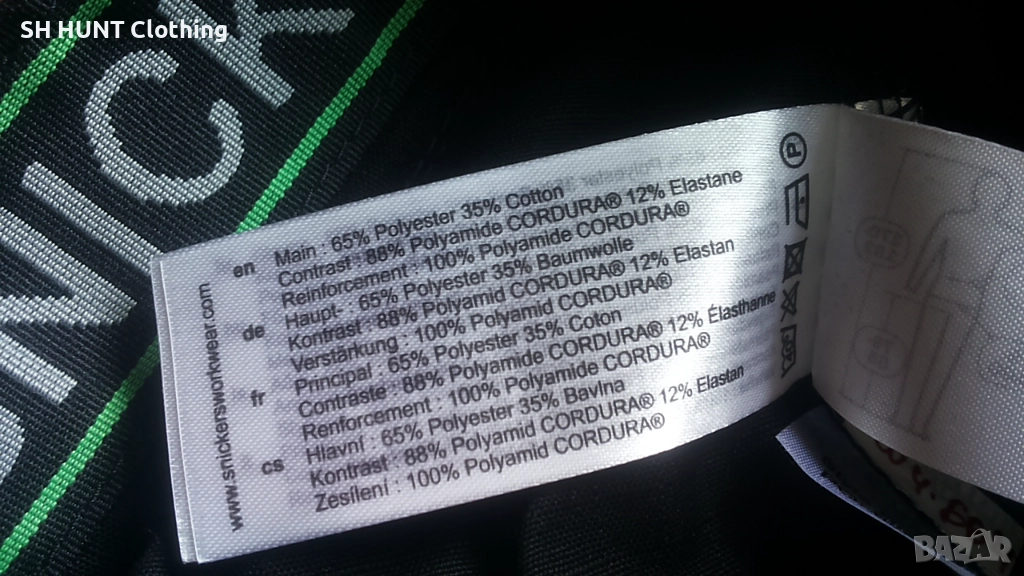 SH HUNT Clothing
SNICK
www.snickersworkwear.com
en
Main : 65% Polyester 35% Cotton
Contrast : 88% Polyamide CORDURA® 12% Elastane
Reinforcement : 100% Polyamide CORDURA®
de
Haupt- : 65% Polyester 35% Baumwolle
Kontrast : 88% Polyamid CORDURA® 12% Elastan
Verstärkung : 100% Polyamid CORDURA®
fr
Principal : 65% Polyester 35% Coton
Contraste : 88% Polyamide CORDURA® 12% Élasthanne
Renforcement : 100% Polyamide CORDURA®
cs
Hlavní : 65% Polyester 35% Bavlna
Kontrast : 88% Polyamid CORDURA® 12% Elastan
Zesílení : 100% Polyamid CORDURA®
P
BAZAR